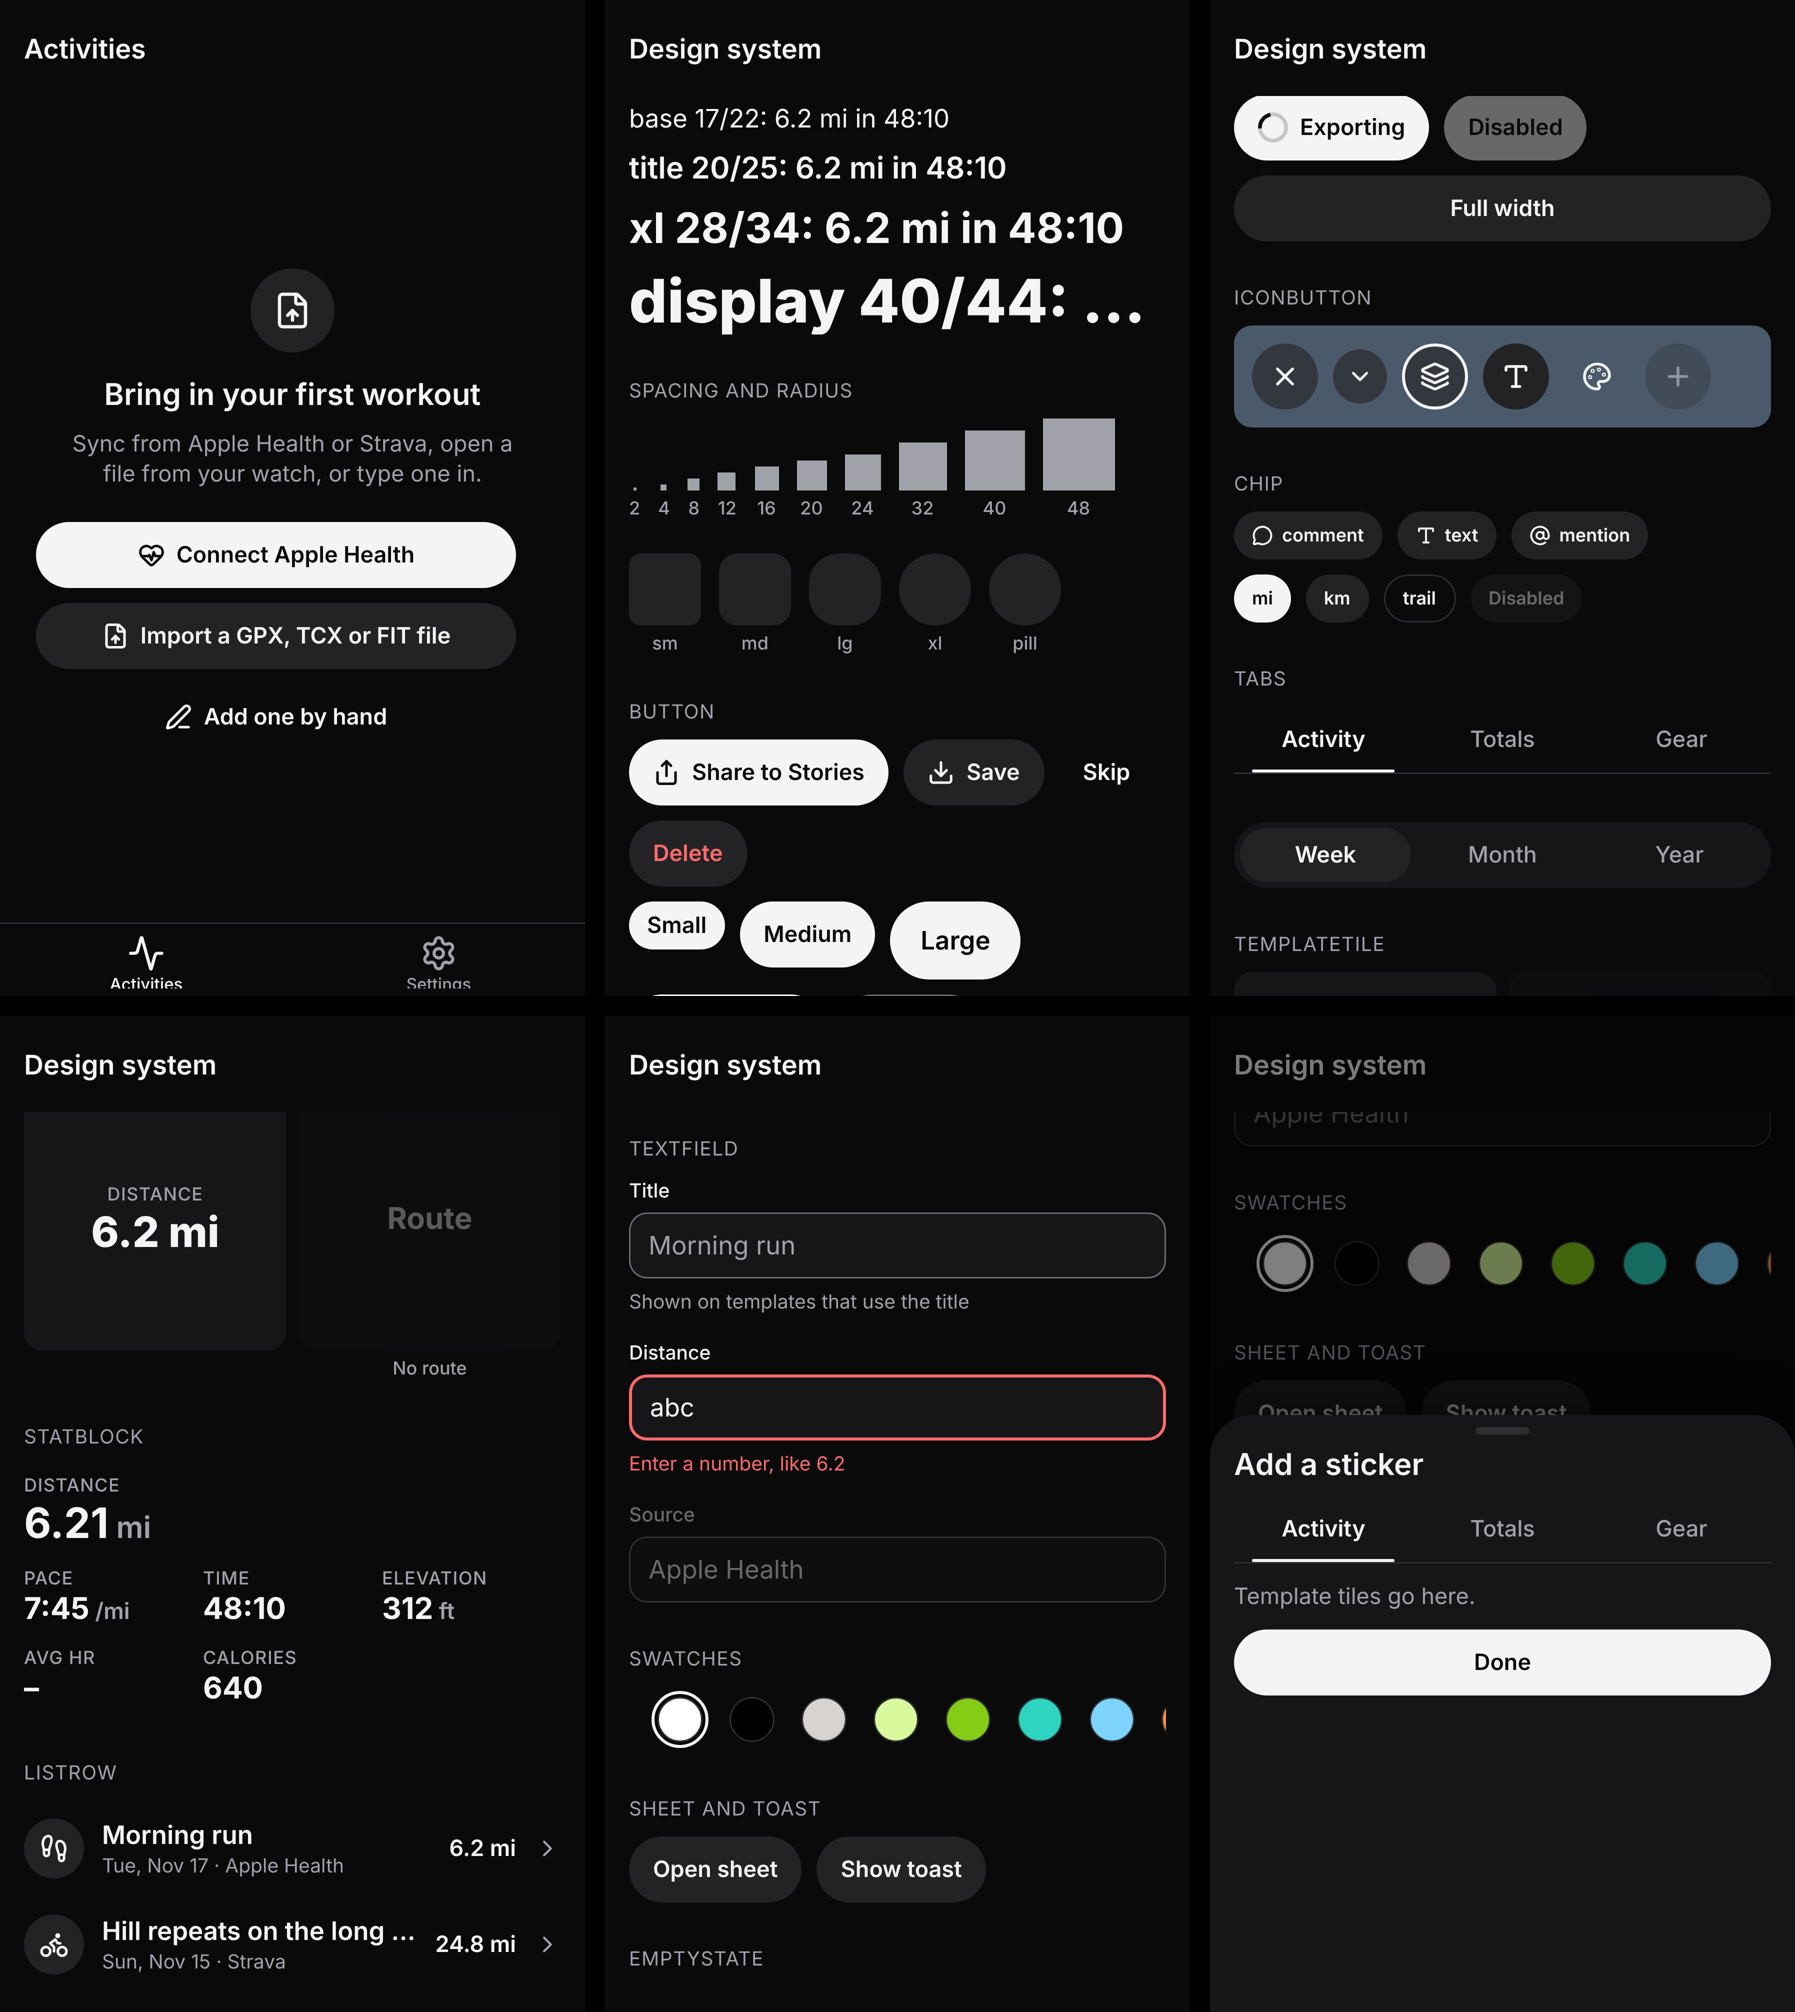 Activities
Bring in your first workout
Sync from Apple Health or Strava, open a
file from your watch, or type one in.
Connect Apple Health
Import a GPX, TCX or FIT file
Add one by hand
Activities
Settings
Design system
base 17/22: 6.2 mi in 48:10
title 20/25: 6.2 mi in 48:10
xl 28/34: 6.2 mi in 48:10
display 40/44: ...
SPACING AND RADIUS
2 4 8 12 16 20 24 32 40 48
sm md lg xl pill
BUTTON
Share to Stories
Save
Skip
Delete
Small
Medium
Large
Design system
Exporting
Disabled
Full width
ICONBUTTON
CHIP
comment
text
mention
mi
km
trail
Disabled
TABS
Activity
Totals
Gear
Week
Month
Year
TEMPLATETILE
Design system
DISTANCE
6.2 mi
Route
No route
STATBLOCK
DISTANCE
6.21 mi
PACE TIME ELEVATION
7:45 /mi 48:10 312 ft
AVG HR CALORIES
– 640
LISTROW
Morning run
Tue, Nov 17 · Apple Health
6.2 mi
Hill repeats on the long ...
Sun, Nov 15 · Strava
24.8 mi
Design system
TEXTFIELD
Title
Morning run
Shown on templates that use the title
Distance
abc
Enter a number, like 6.2
Source
Apple Health
SWATCHES
SHEET AND TOAST
Open sheet
Show toast
EMPTYSTATE
Design system
Apple Health
SWATCHES
SHEET AND TOAST
Open sheet
Show toast
Add a sticker
Activity
Totals
Gear
Template tiles go here.
Done